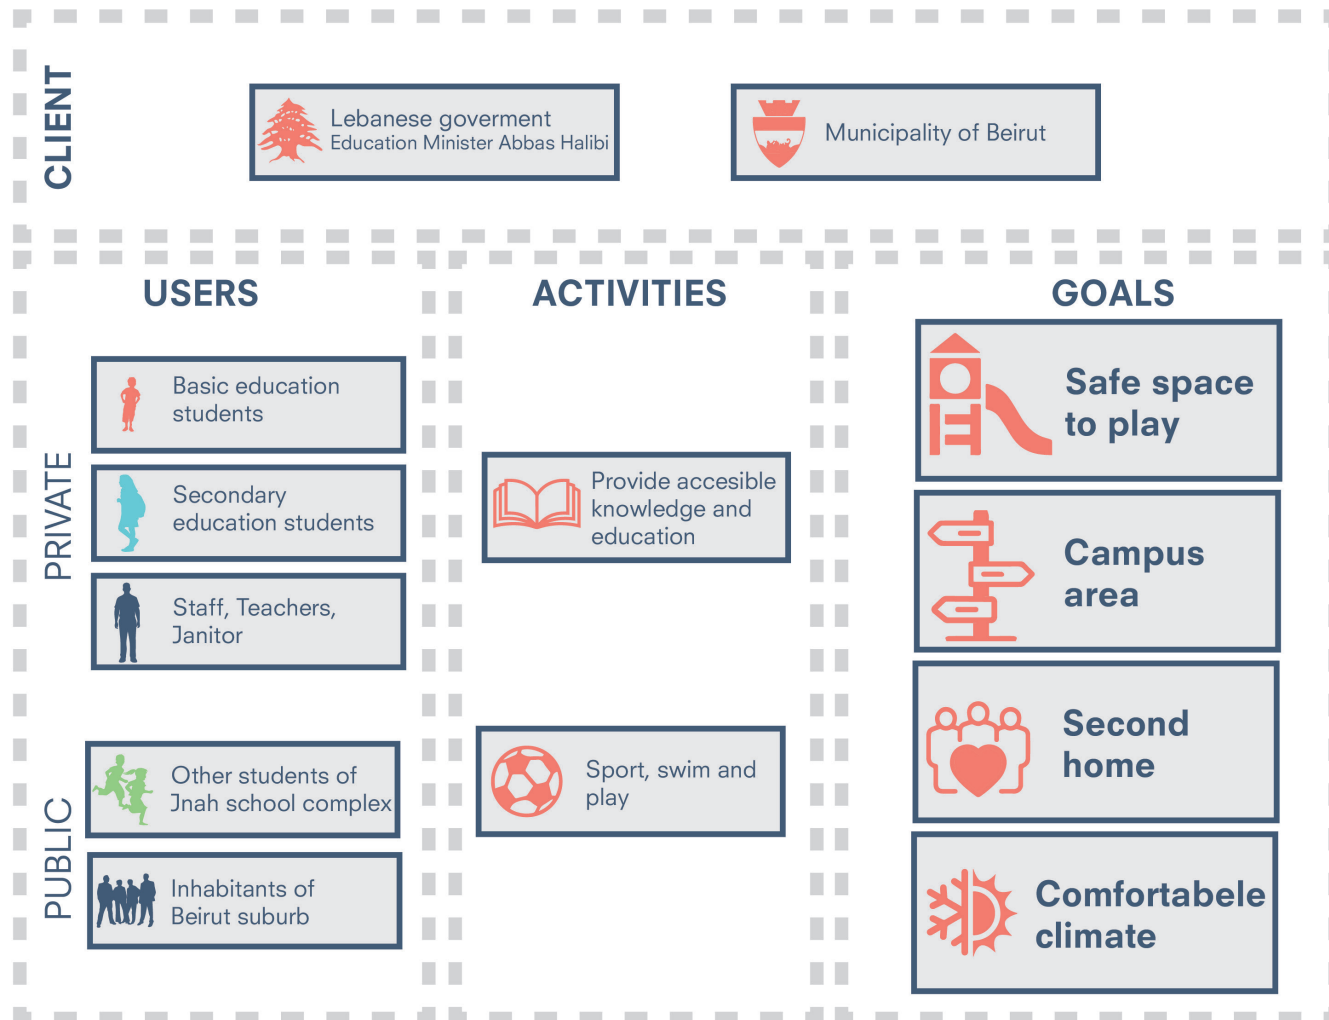 CLIENT
Lebanese goverment
Education Minister Abbas Halibi
Municipality of Beirut
USERS
PRIVATE
Basic education
students
Secondary
education students
Staff, Teachers,
Janitor
PUBLIC
Other students of
Jnah school complex
Inhabitants of
Beirut suburb
ACTIVITIES
Provide accesible
knowledge and
education
Sport, swim and
play
GOALS
Safe space
to play
Campus
area
Second
home
Comfortabele
climate